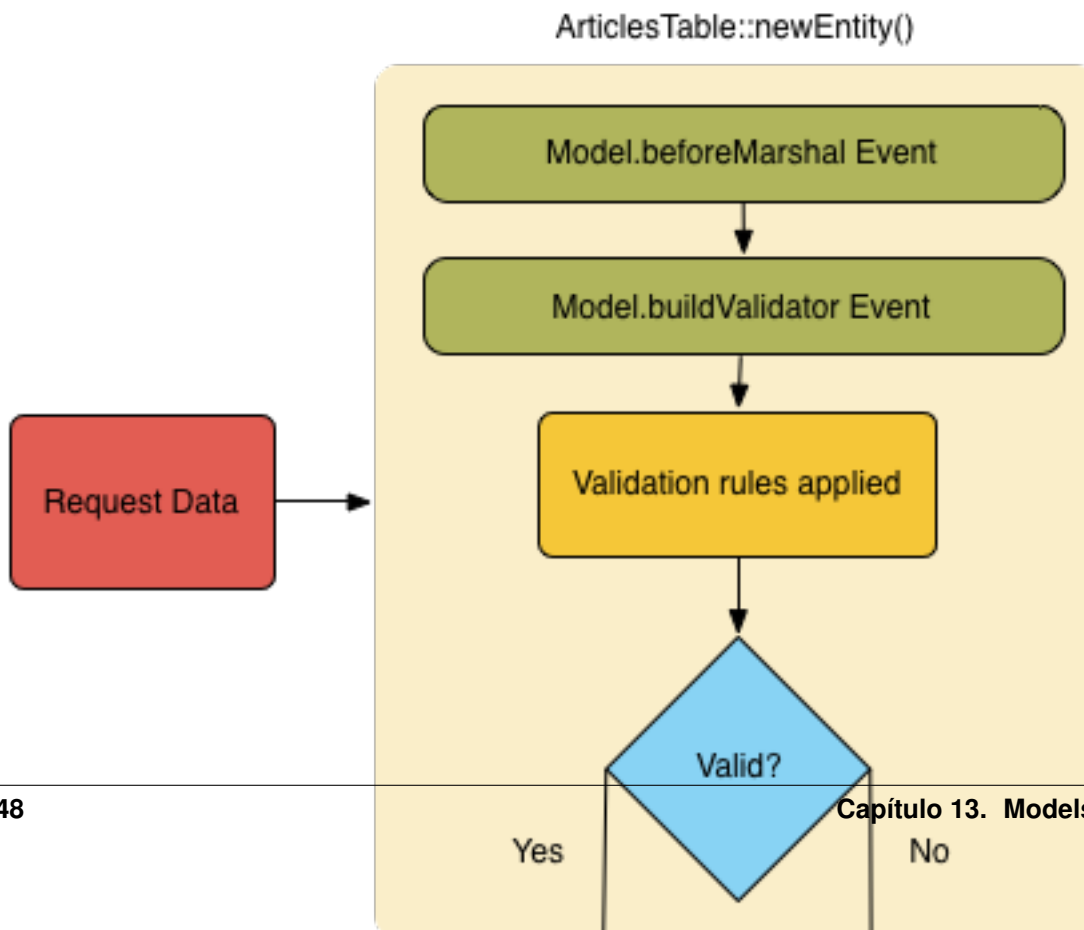 ArticlesTable::newEntity()
Model.beforeMarshal Event
Model.buildValidator Event
Validation rules applied
Request Data
Valid?
48
Capítulo 13. Models
Yes
No